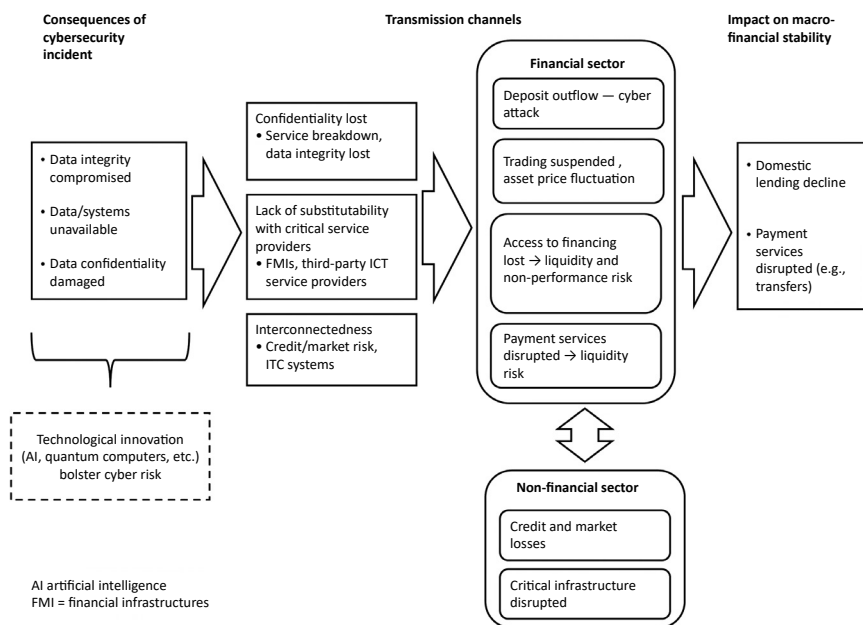 Consequences of
cybersecurity
incident
Transmission channels
Impact on macro-
financial stability
• Data integrity
compromised
• Data/systems
unavailable
• Data confidentiality
damaged
Technological innovation
(AI, quantum computers, etc.)
bolster cyber risk
Confidentiality lost
• Service breakdown,
data integrity lost
Lack of substitutability
with critical service
providers
• FMIs, third-party ICT
service providers
Interconnectedness
• Credit/market risk,
ITC systems
Financial sector
Deposit outflow — cyber
attack
Trading suspended ,
asset price fluctuation
Access to financing
lost → liquidity and
non-performance risk
Payment services
disrupted → liquidity
risk
Non-financial sector
Credit and market
losses
Critical infrastructure
disrupted
• Domestic
lending decline
• Payment
services
disrupted (e.g.,
transfers)
AI artificial intelligence
FMI = financial infrastructures